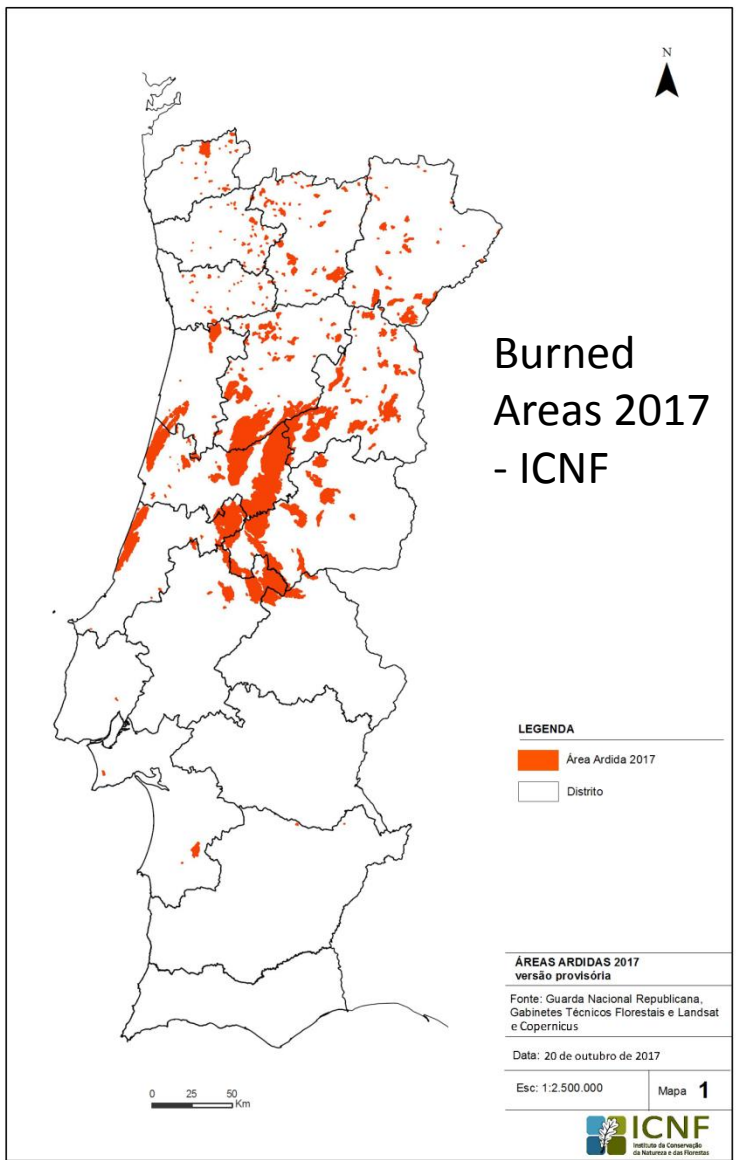 N
Burned
Areas 2017
- ICNF
LEGENDA
Área Ardida 2017
Distrito
ÁREAS ARDIDAS 2017
versão provisória
Fonte: Guarda Nacional Republicana,
Gabinetes Técnicos Florestais e Landsat
e Copernicus
Data: 20 de outubro de 2017
Esc: 1:2.500.000
Mapa 1
0 25 50
Km
ICNF
Instituto da Conservação
da Natureza e das Florestas